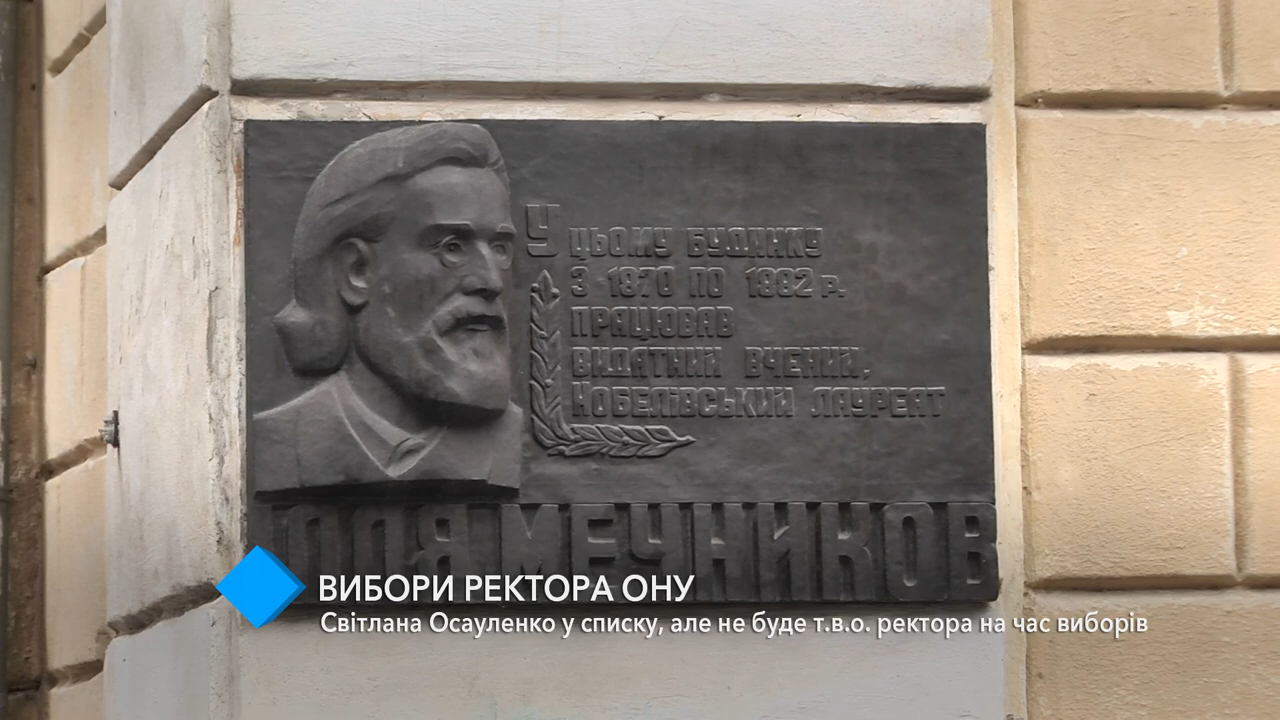 У цьому будинку
з 1870 по 1882 р.
працював
видатний вчений,
Нобелівський лауреат
ІЛЛЯ МЕЧНИКОВ
ВИБОРИ РЕКТОРА ОНУ
Світлана Осауленко у списку, але не буде т.в.о. ректора на час виборів